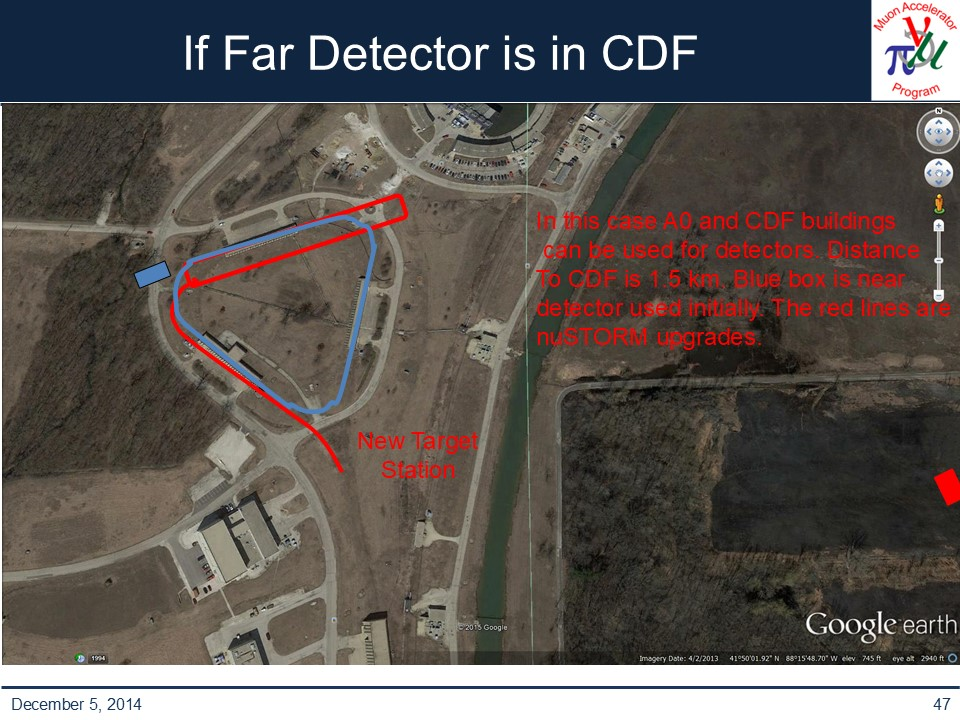 If Far Detector is in CDF
Muon Accelerator
πνμ
Program
N
In this case A0 and CDF buildings
can be used for detectors. Distance
To CDF is 1.5 km. Blue box is near
detector used initially. The red lines are
nuSTORM upgrades.
New Target
Station
© 2015 Google
Google earth
1994
Imagery Date: 4/2/2013 41°50'01.92" N 88°15'48.70" W elev 745 ft eye alt 2940 ft
December 5, 2014
47